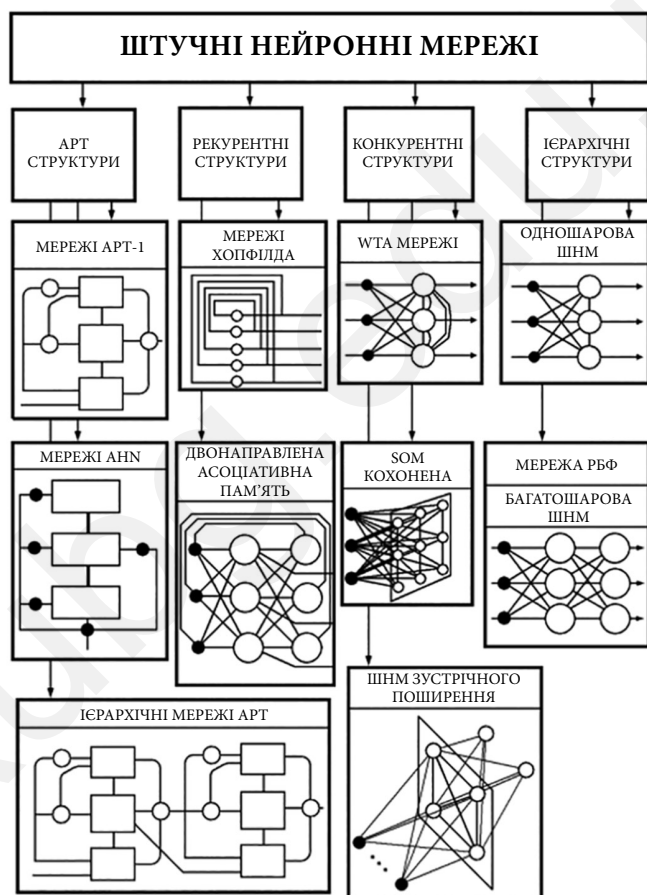 ШТУЧНІ НЕЙРОННІ МЕРЕЖІ
АРТ
СТРУКТУРИ
РЕКУРЕНТНІ
СТРУКТУРИ
КОНКУРЕНТНІ
СТРУКТУРИ
ІЄРАРХІЧНІ
СТРУКТУРИ
МЕРЕЖІ АРТ-1
МЕРЕЖІ
ХОПФІЛДА
WTA МЕРЕЖІ
ОДНОШАРОВА
ШНМ
МЕРЕЖІ AHN
ДВОНАПРАВЛЕНА
АСОЦІАТИВНА
ПАМ'ЯТЬ
SOM
КОХОНЕНА
МЕРЕЖА РБФ
БАГАТОШАРОВА
ШНМ
ІЄРАРХІЧНІ МЕРЕЖІ АРТ
ШНМ ЗУСТРІЧНОГО
ПОШИРЕННЯ